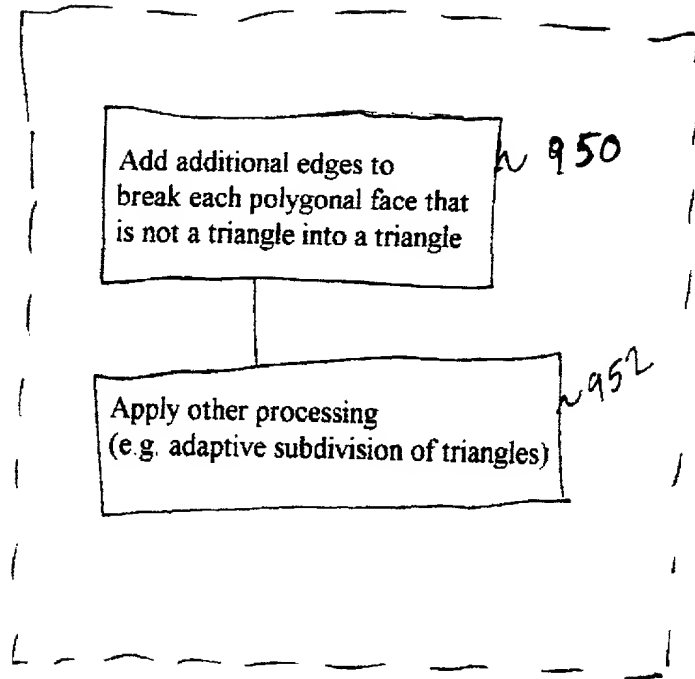 Add additional edges to
break each polygonal face that
is not a triangle into a triangle
950
Apply other processing
(e.g. adaptive subdivision of triangles)
952